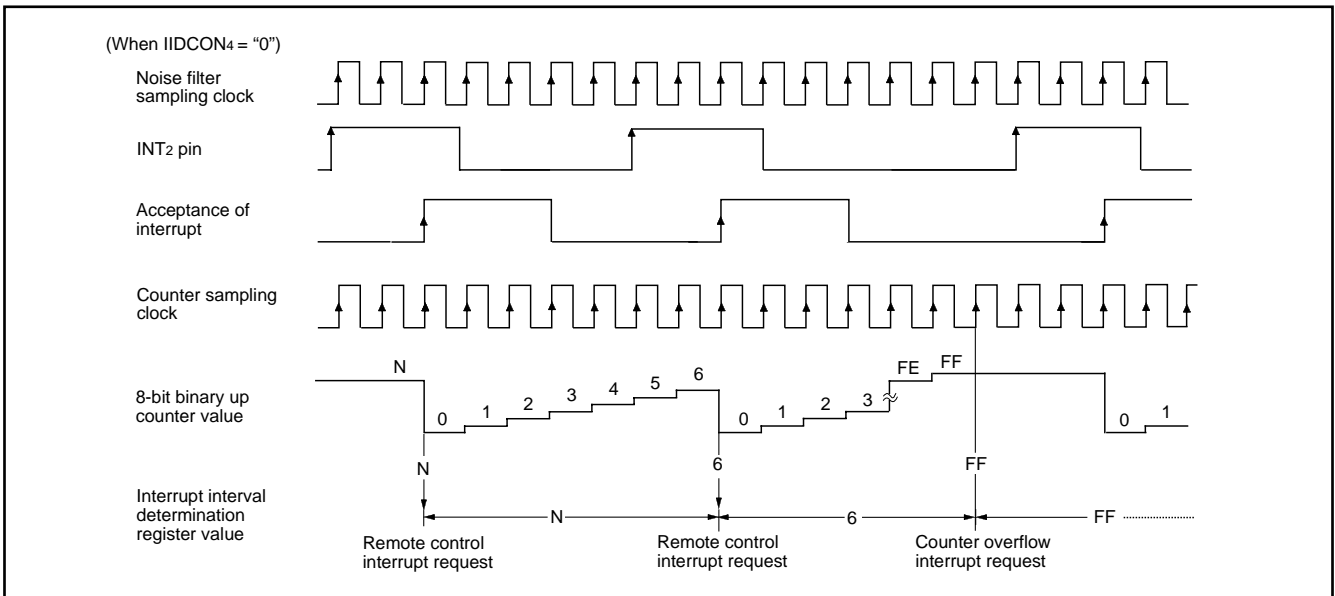 (When IIDCON4 = “0”)
Noise filter
sampling clock
INT2 pin
Acceptance of
interrupt
Counter sampling
clock
8-bit binary up
counter value
N
0
1
2
3
4
5
6
0
1
2
3
FE
FF
0
1
N
6
FF
Interrupt interval
determination
register value
N
6
FF
Remote control
interrupt request
Remote control
interrupt request
Counter overflow
interrupt request